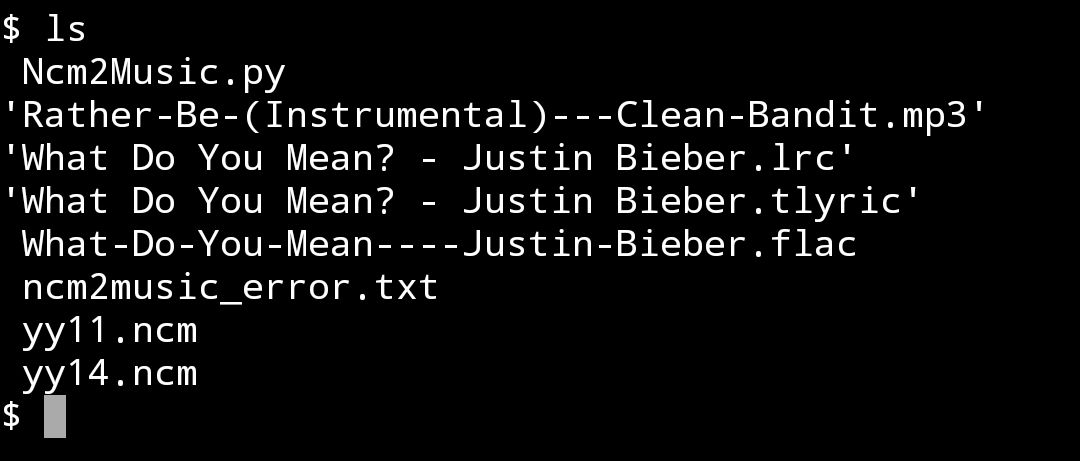 $ ls
Ncm2Music.py
'Rather-Be-(Instrumental)---Clean-Bandit.mp3'
'What Do You Mean? - Justin Bieber.lrc'
'What Do You Mean? - Justin Bieber.tlyric'
What-Do-You-Mean----Justin-Bieber.flac
ncm2music_error.txt
yy11.ncm
yy14.ncm
$